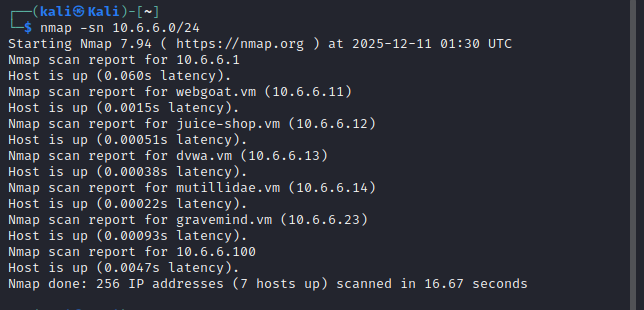 ┌──(kali㉿Kali)-[~]
└─$ nmap -sn 10.6.6.0/24
Starting Nmap 7.94 ( https://nmap.org ) at 2025-12-11 01:30 UTC
Nmap scan report for 10.6.6.1
Host is up (0.060s latency).
Nmap scan report for webgoat.vm (10.6.6.11)
Host is up (0.0015s latency).
Nmap scan report for juice-shop.vm (10.6.6.12)
Host is up (0.00051s latency).
Nmap scan report for dvwa.vm (10.6.6.13)
Host is up (0.00038s latency).
Nmap scan report for mutillidae.vm (10.6.6.14)
Host is up (0.00022s latency).
Nmap scan report for gravemind.vm (10.6.6.23)
Host is up (0.00093s latency).
Nmap scan report for 10.6.6.100
Host is up (0.0047s latency).
Nmap done: 256 IP addresses (7 hosts up) scanned in 16.67 seconds